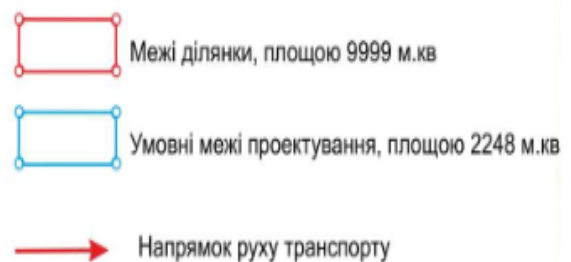 Межі ділянки, площою 9999 м.кв
Умовні межі проектування, площою 2248 м.кв
Напрямок руху транспорту